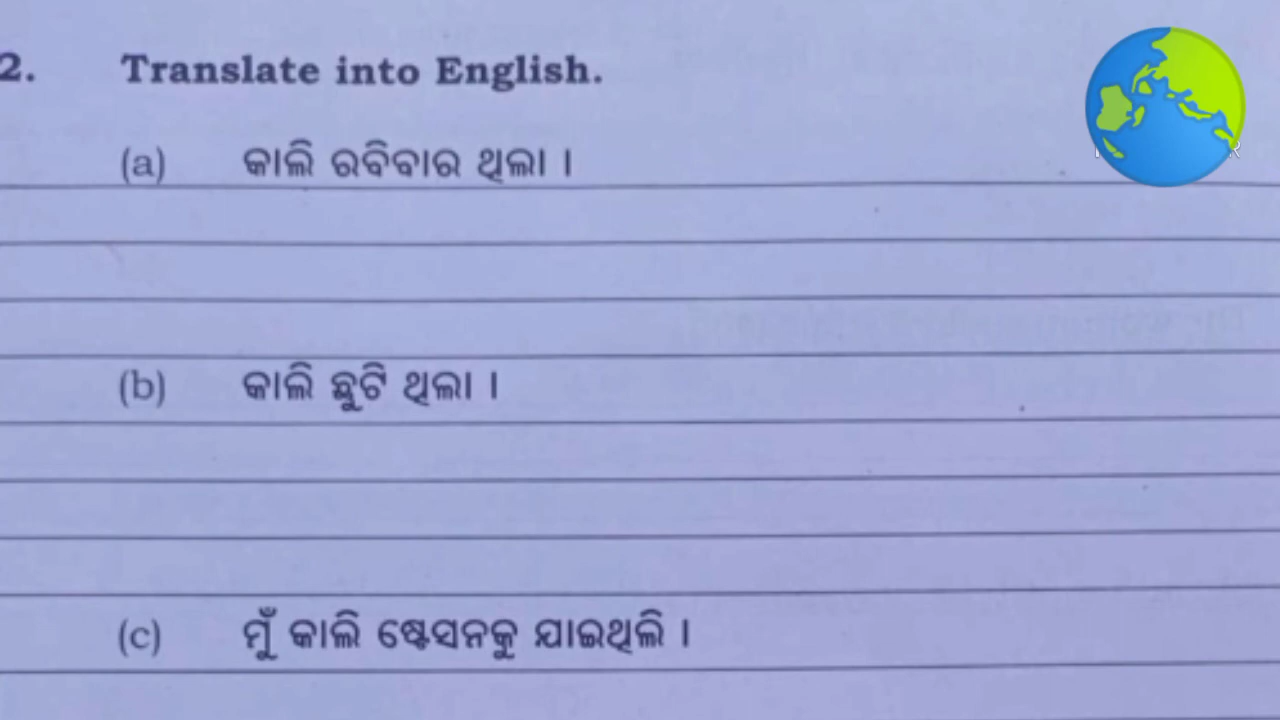 2. Translate into English.
(a) କାଲି ରବିବାର ଥିଲା ।
(b) କାଲି ଛୁଟି ଥିଲା ।
(c) ମୁଁ କାଲି ଷ୍ଟେସନକୁ ଯାଇଥିଲି ।